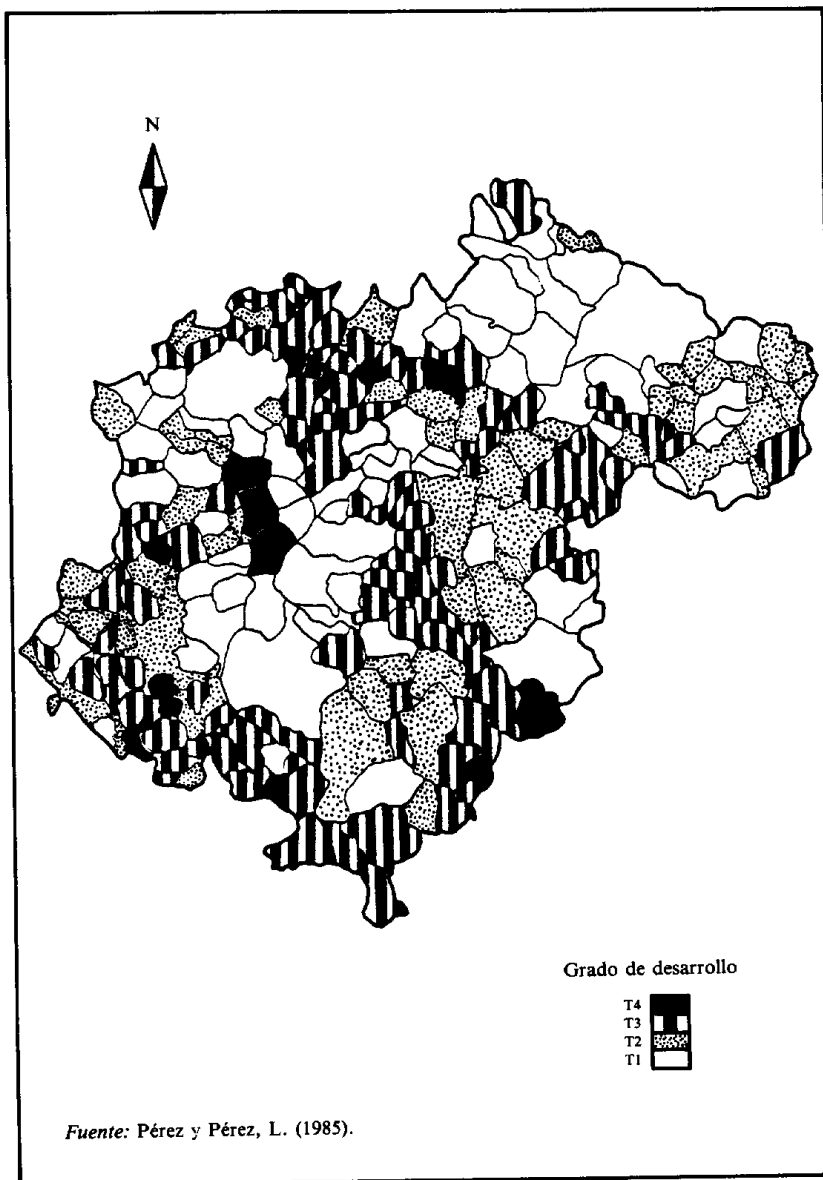 N
Grado de desarrollo
T4
T3
T2
T1
Fuente: Pérez y Pérez, L. (1985).